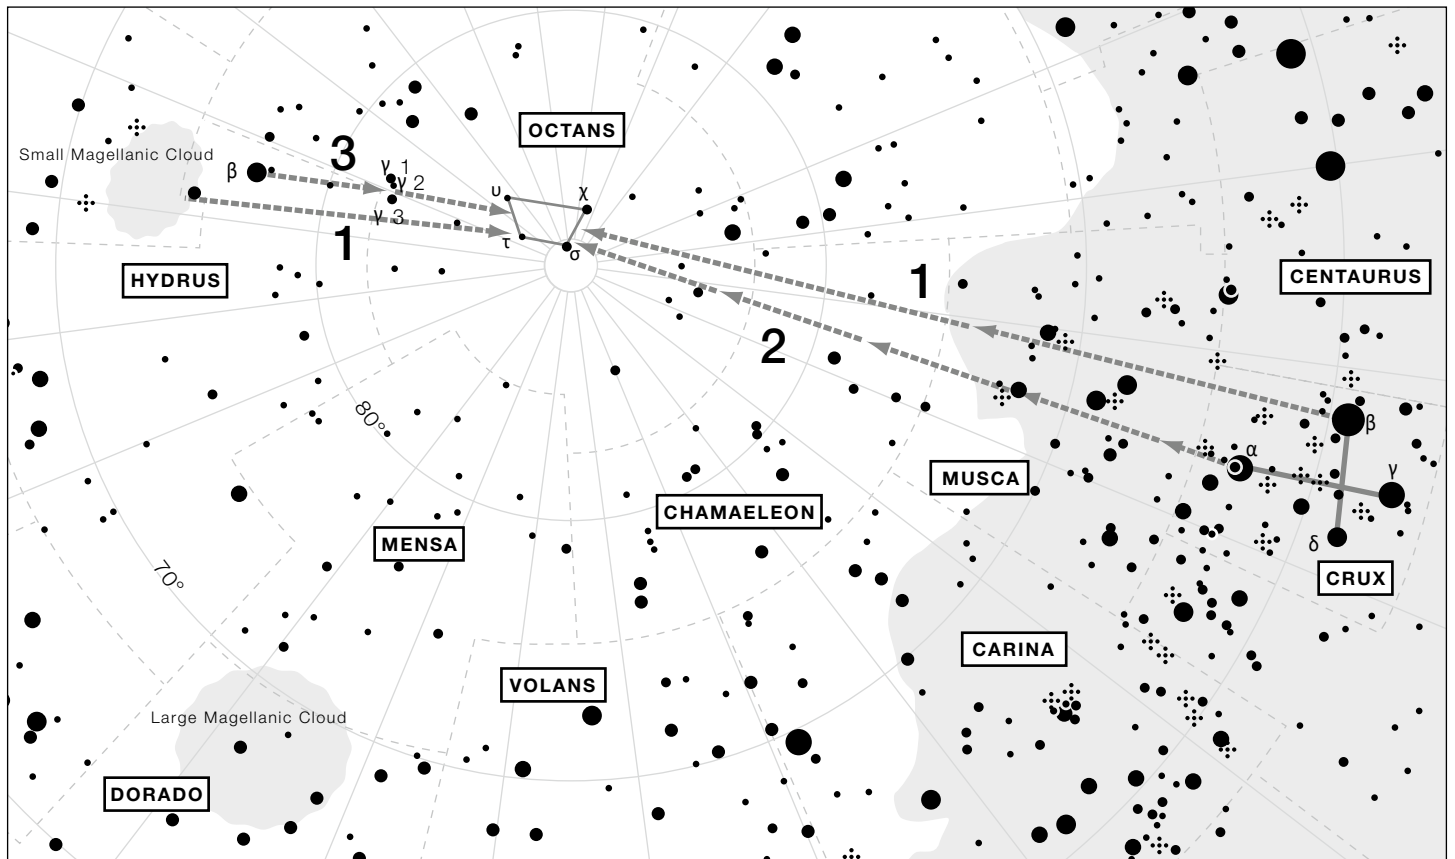 OCTANS
Small Magellanic Cloud
3
β
γ 1
γ 2
γ 3
υ
χ
τ
σ
1
HYDRUS
1
CENTAURUS
2
80°
β
α
γ
MUSCA
CHAMAELEON
MENSA
δ
CRUX
70°
CARINA
VOLANS
Large Magellanic Cloud
DORADO